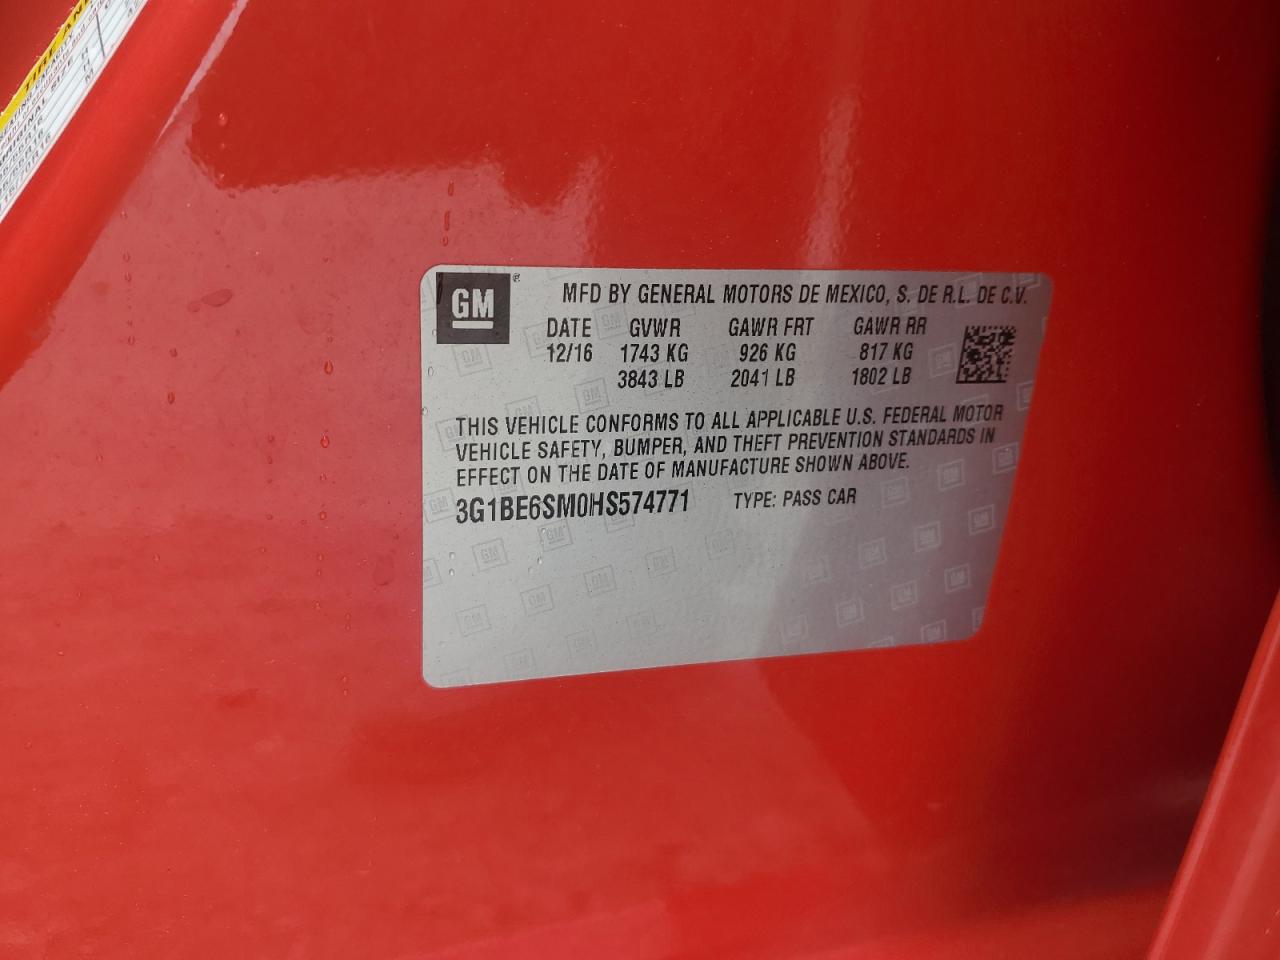 TIRE AN
GM
MFD BY GENERAL MOTORS DE MEXICO, S. DE R.L. DE C.V.
DATE GVWR GAWR FRT GAWR RR
12/16 1743 KG 926 KG 817 KG
3843 LB 2041 LB 1802 LB
THIS VEHICLE CONFORMS TO ALL APPLICABLE U.S. FEDERAL MOTOR
VEHICLE SAFETY, BUMPER, AND THEFT PREVENTION STANDARDS IN
EFFECT ON THE DATE OF MANUFACTURE SHOWN ABOVE.
3G1BE6SM0HS574771 TYPE: PASS CAR